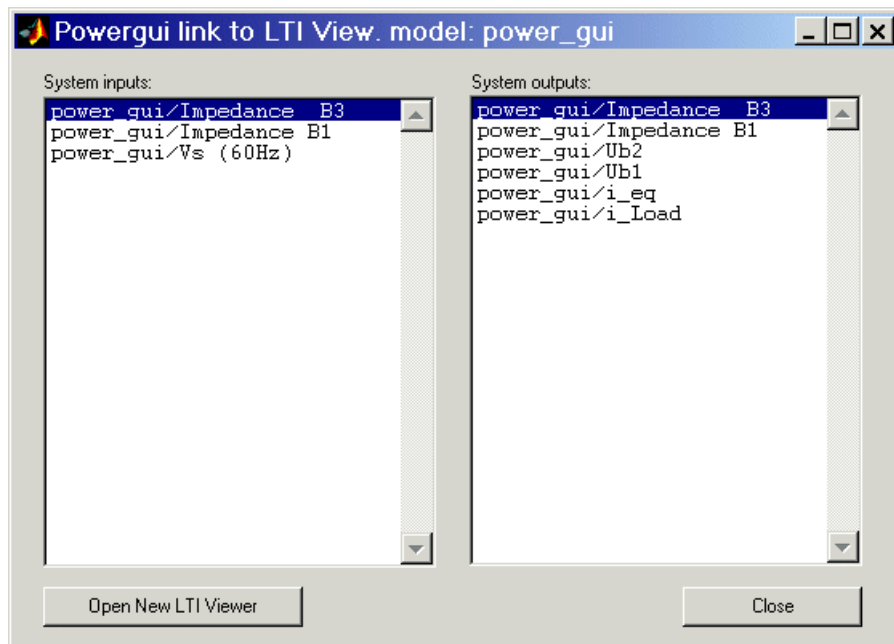 Powergui link to LTI View. model: power_gui
System inputs:
power_gui/Impedance  B3
power_gui/Impedance B1
power_gui/Vs (60Hz)
System outputs:
power_gui/Impedance  B3
power_gui/Impedance B1
power_gui/Ub2
power_gui/Ub1
power_gui/i_eq
power_gui/i_Load
Open New LTI Viewer
Close